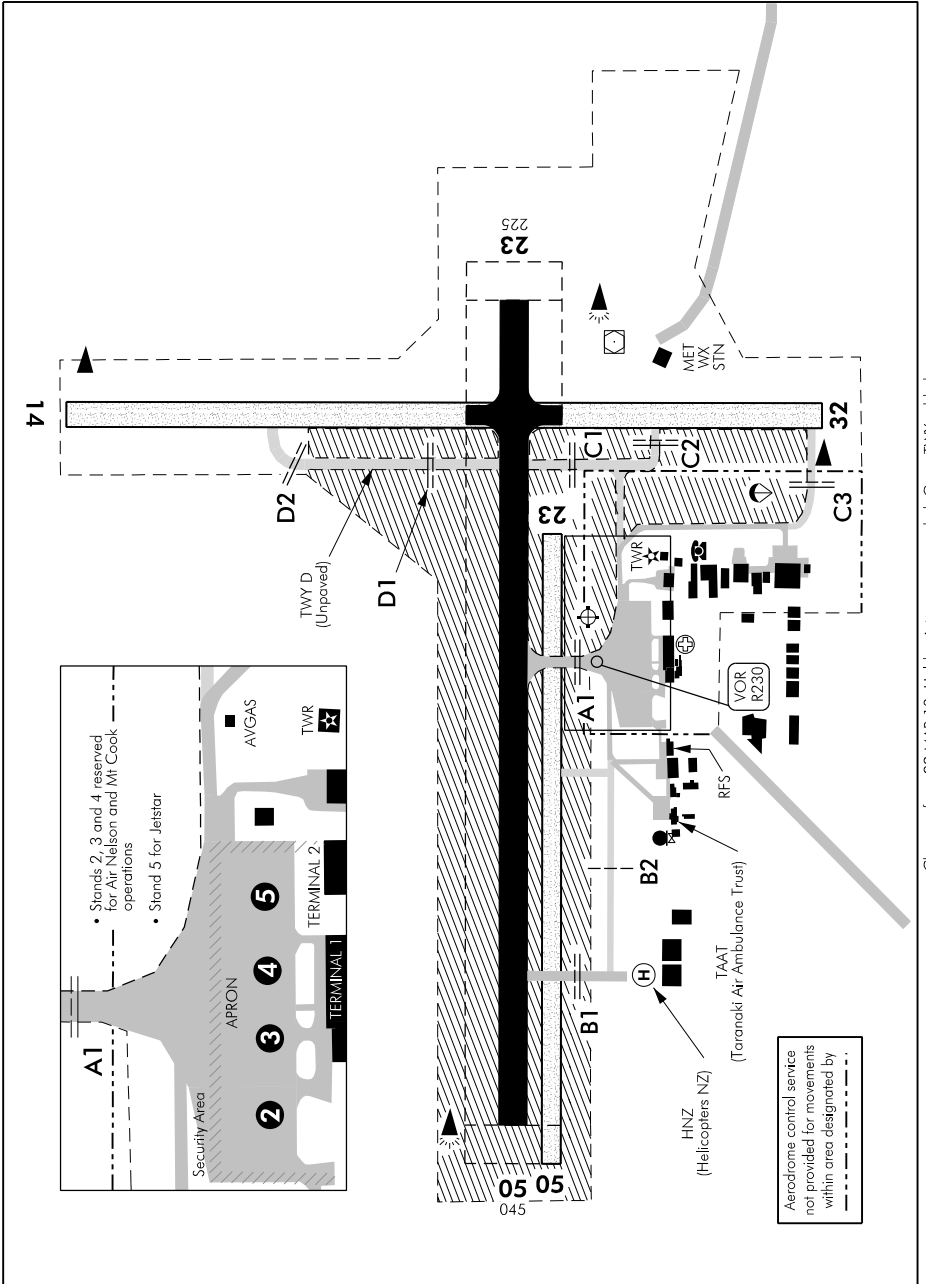 14
23
225
MET
WX
STN
32
D2
TWY D
(Unpaved)
D1
C1
C2
C3
23
TWR
A1
VOR
R230
RFS
B2
B1
H
TAAT
(Taranaki Air Ambulance Trust)
HNZ
(Helicopters NZ)
05
05
045
• Stands 2, 3 and 4 reserved
for Air Nelson and Mt Cook
operations
• Stand 5 for Jetstar
A1
Security Area
APRON
AVGAS
TWR
2
3
4
5
TERMINAL 1
TERMINAL 2
Aerodrome control service
not provided for movements
within area designated by